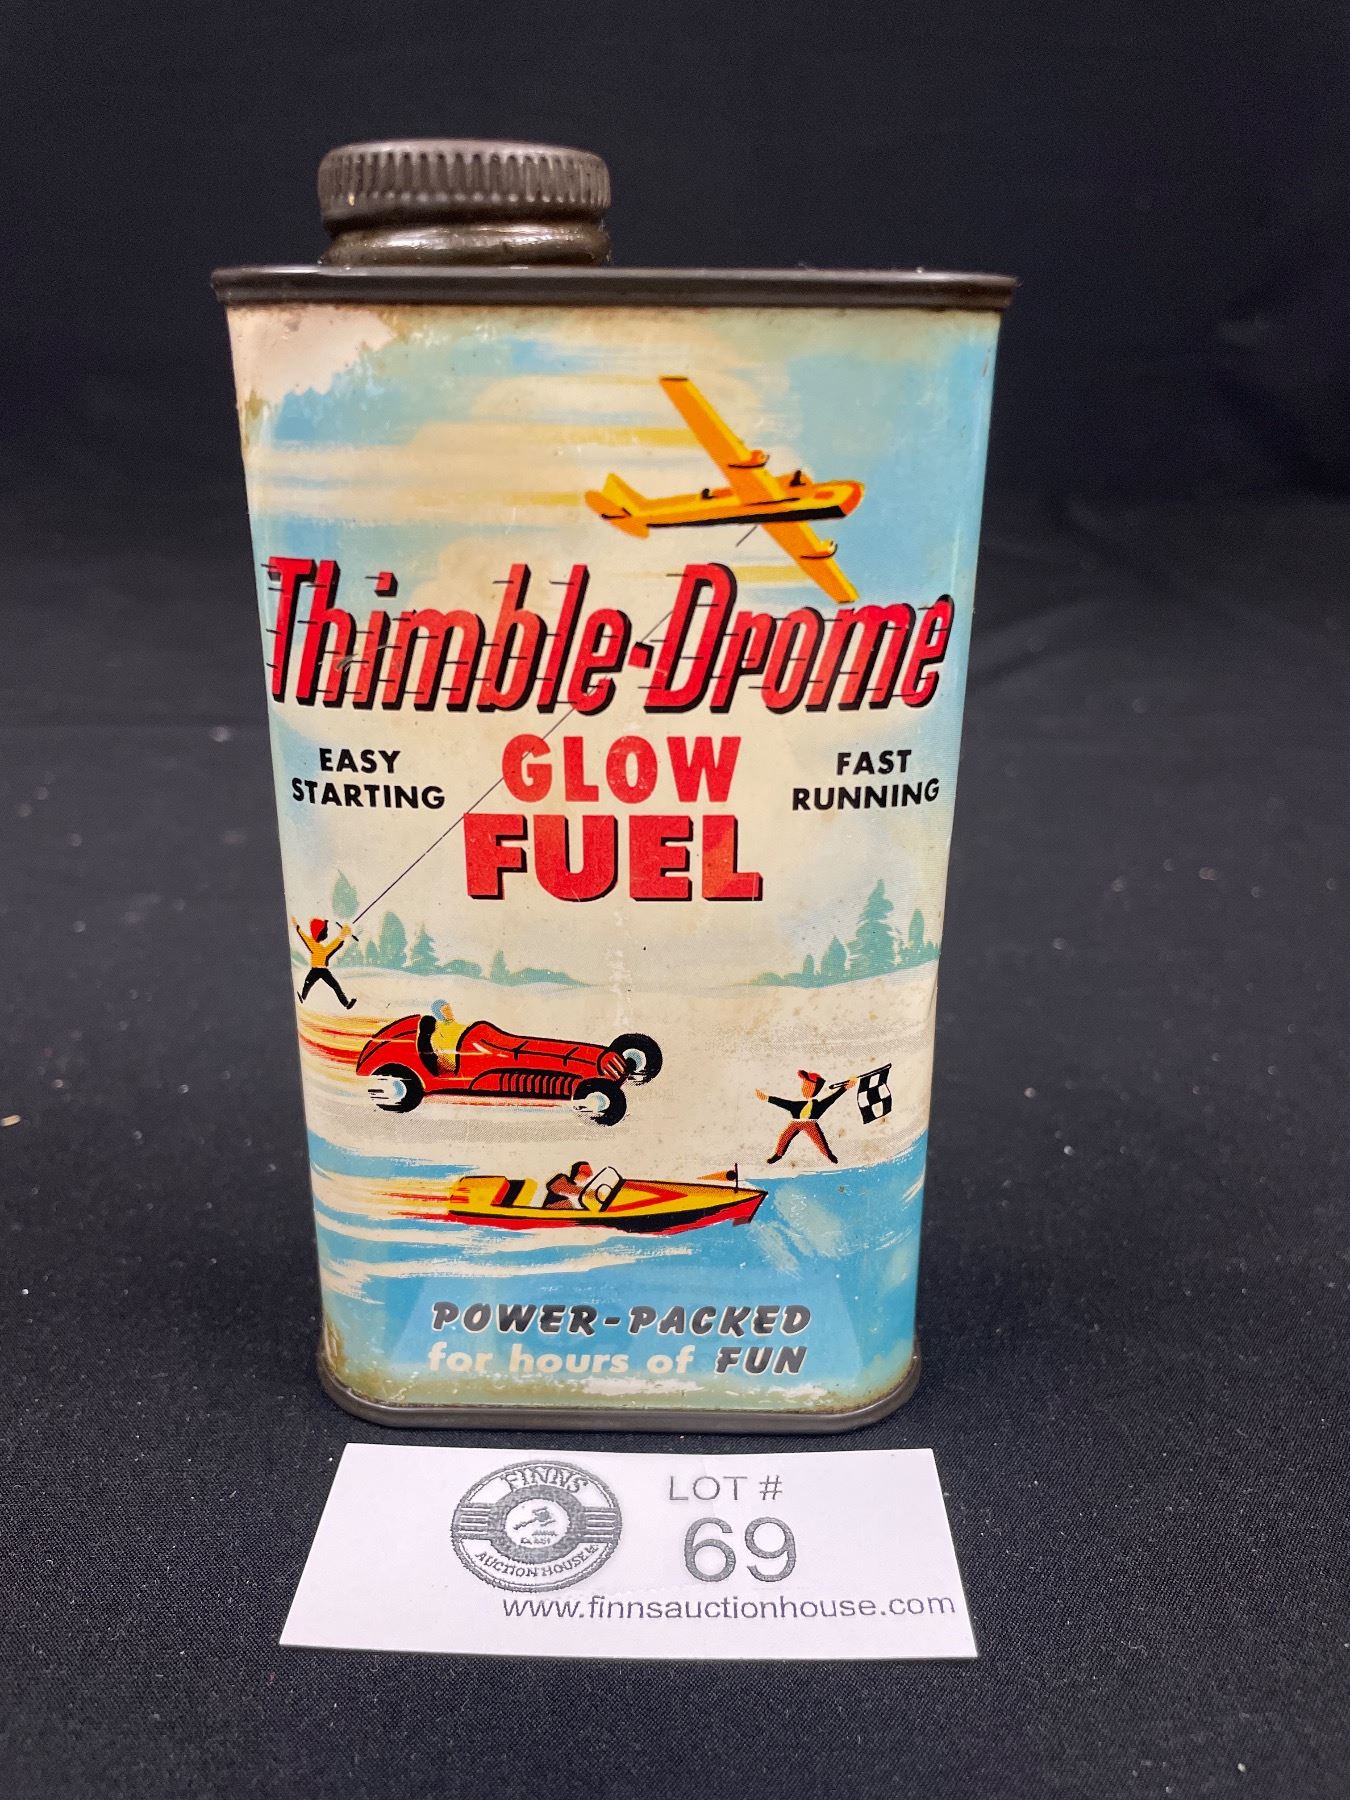 Thimble-Drome
EASY
STARTING
GLOW
FUEL
FAST
RUNNING
POWER-PACKED
for hours of FUN
FINNS
AUCTION HOUSE
LOT #
69
www.finnsauctionhouse.com